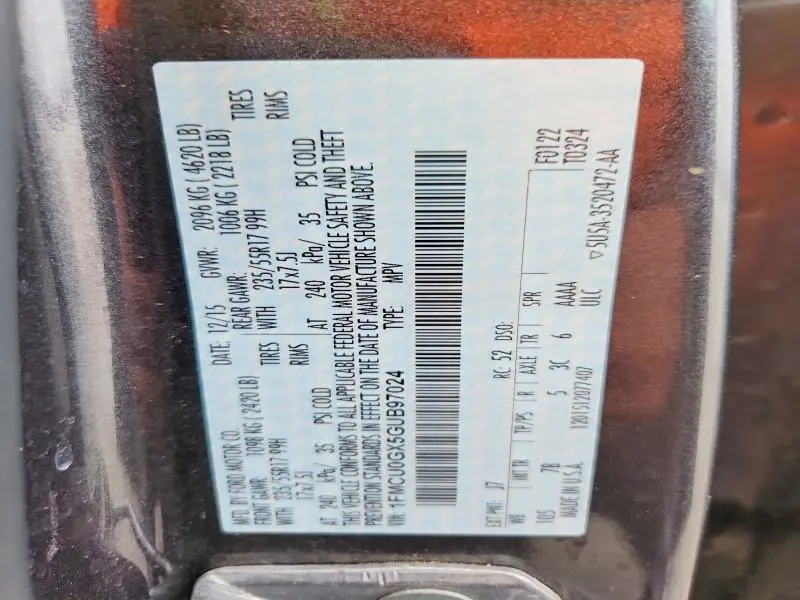 MFD. BY FORD MOTOR CO.
DATE: 12/15 GVWR: 2096 KG ( 4620 LB)
FRONT GAWR: 1098 KG ( 2420 LB) REAR GAWR: 1006 KG ( 2218 LB)
WITH 235/55R17 99H TIRES WITH 235/55R17 99H TIRES
17x7.5J RIMS 17x7.5J RIMS
AT 240 kPa/ 35 PSI COLD AT 240 kPa/ 35 PSI COLD
THIS VEHICLE CONFORMS TO ALL APPLICABLE FEDERAL MOTOR VEHICLE SAFETY AND THEFT
PREVENTION STANDARDS IN EFFECT ON THE DATE OF MANUFACTURE SHOWN ABOVE.
VIN: 1FMCU0GX5GUB97024 TYPE: MPV
EXT PNT: J7 RC: 52 DSO: F0122
WB INT TR TP/PS R AXLE TR SPR T0324
105 7B 5 3C 6 AAAA
MADE IN U.S.A. 1201512077407 ULC
▽5U5A-3520472-AA